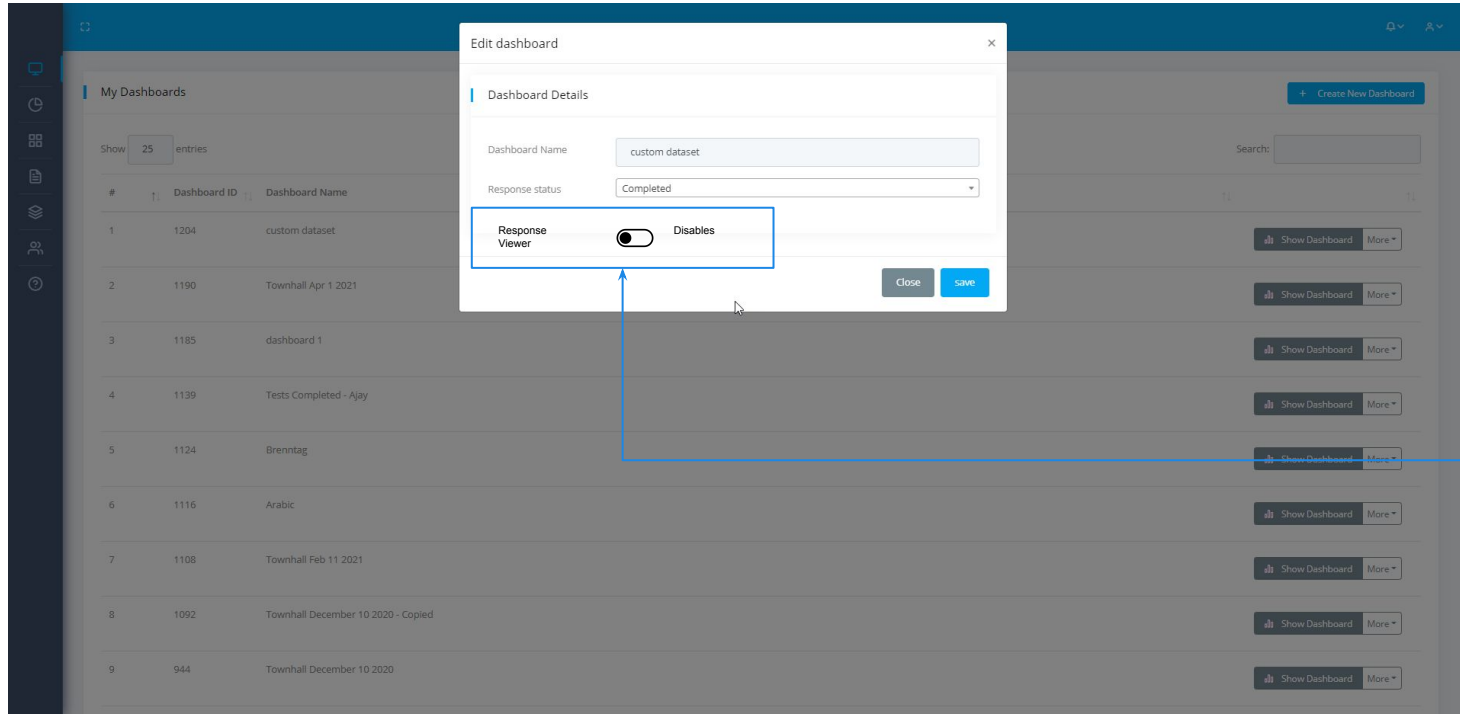 Edit dashboard
×
My Dashboards
+ Create New Dashboard
Dashboard Details
Show 25 entries
Search:
Dashboard Name custom dataset
Response status Completed
# Dashboard ID Dashboard Name
Response
Viewer
Disables
Close save
1 1204 custom dataset Show Dashboard More
2 1190 Townhall Apr 1 2021 Show Dashboard More
3 1185 dashboard 1 Show Dashboard More
4 1139 Tests Completed - Ajay Show Dashboard More
5 1124 Brenntag Show Dashboard More
6 1116 Arabic Show Dashboard More
7 1108 Townhall Feb 11 2021 Show Dashboard More
8 1092 Townhall December 10 2020 - Copied Show Dashboard More
9 944 Townhall December 10 2020 Show Dashboard More